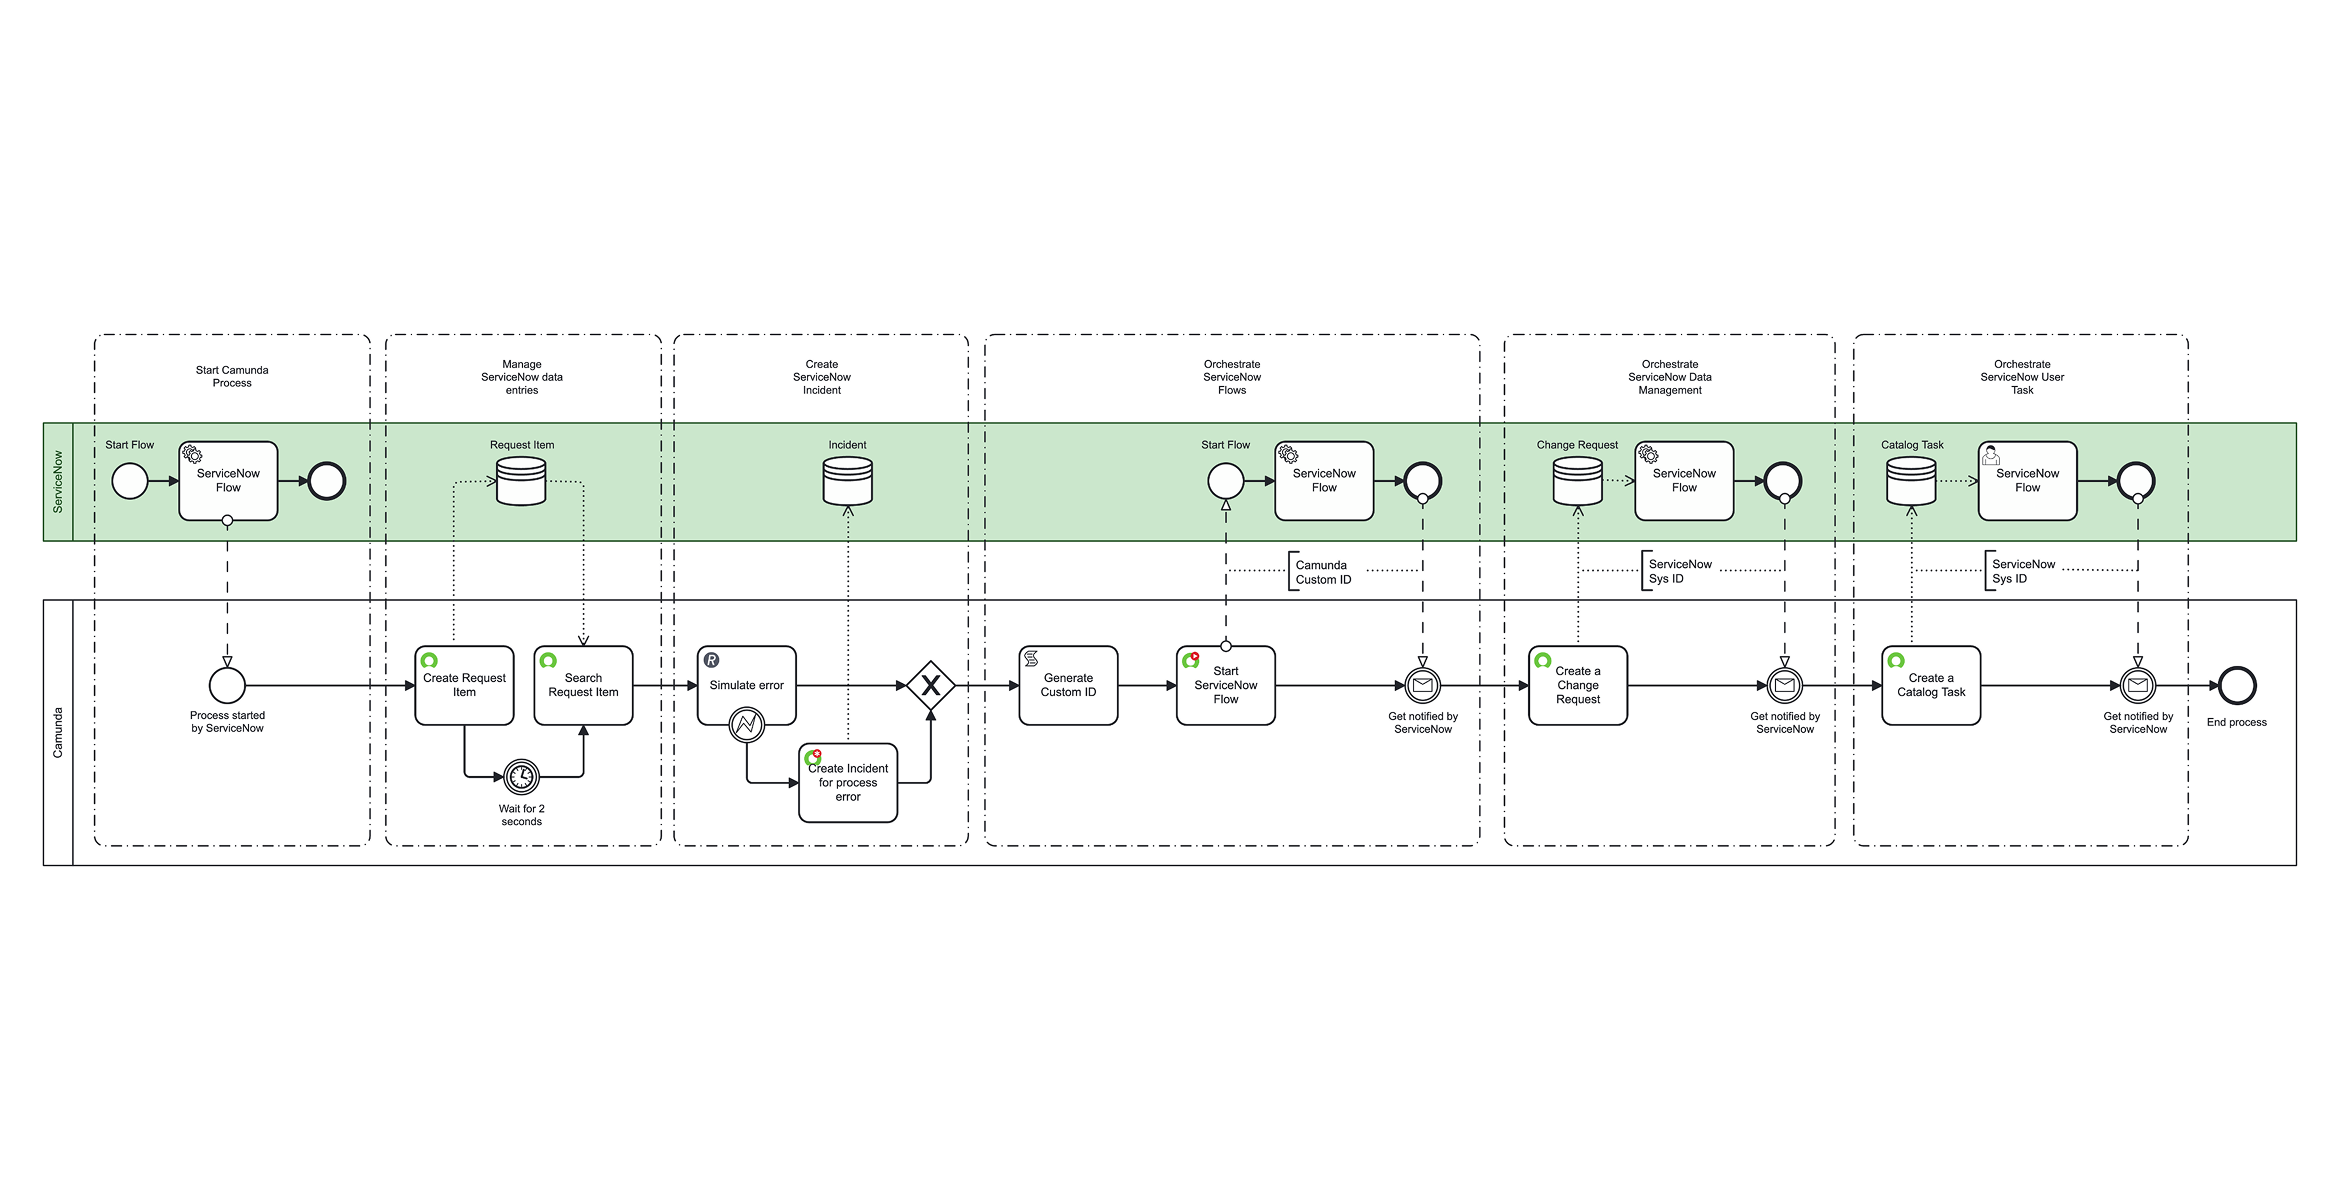 Start Camunda
Process
Manage
ServiceNow data
entries
Create
ServiceNow
Incident
Orchestrate
ServiceNow
Flows
Orchestrate
ServiceNow Data
Management
Orchestrate
ServiceNow User
Task
ServiceNow
Start Flow
ServiceNow
Flow
Request Item
Incident
Start Flow
ServiceNow
Flow
Change Request
ServiceNow
Flow
Catalog Task
ServiceNow
Flow
Camunda
Custom ID
ServiceNow
Sys ID
ServiceNow
Sys ID
Camunda
Process started
by ServiceNow
Create Request
Item
Wait for 2
seconds
Search
Request Item
R
Simulate error
Create Incident
for process
error
X
Generate
Custom ID
Start
ServiceNow
Flow
Get notified by
ServiceNow
Create a
Change
Request
Get notified by
ServiceNow
Create a
Catalog Task
Get notified by
ServiceNow
End process